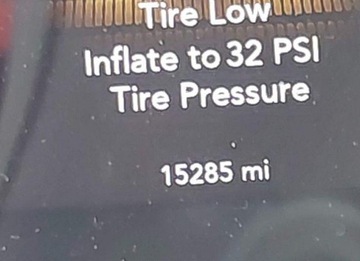 Tire Low
Inflate to 32 PSI
Tire Pressure
15285 mi